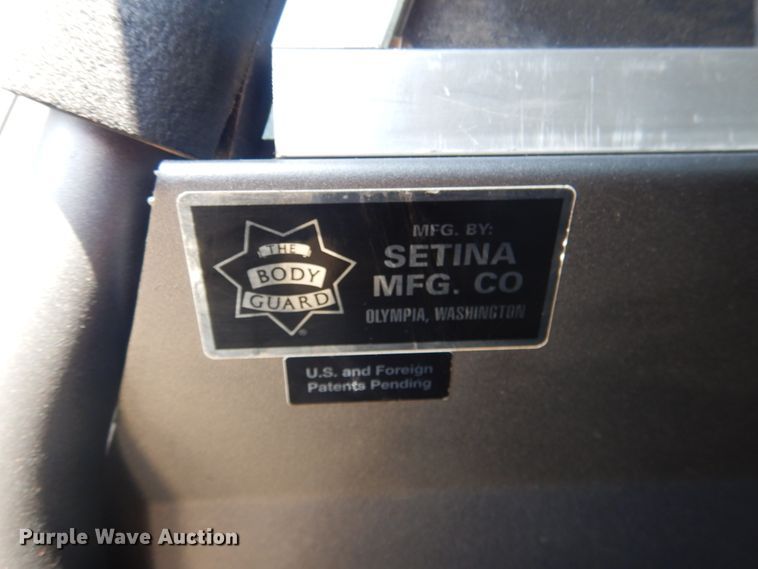 THE
BODY
GUARD
®
MFG. BY:
SETINA
MFG. CO
OLYMPIA, WASHINGTON
U.S. and Foreign
Patents Pending
Purple Wave Auction®